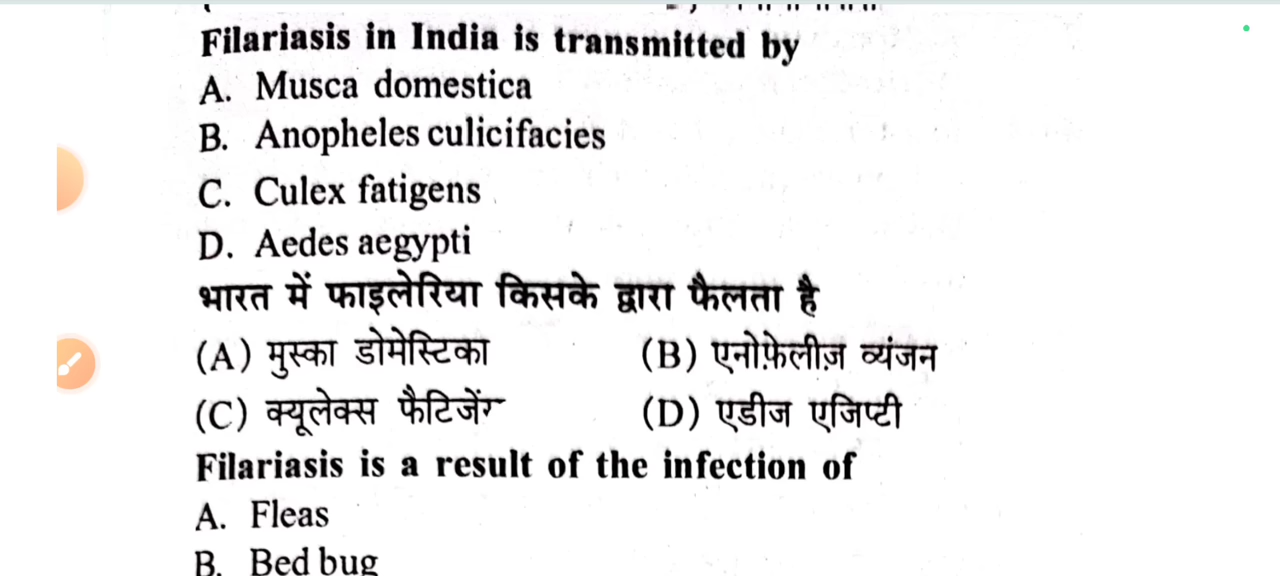 Filariasis in India is transmitted by
A. Musca domestica
B. Anopheles culicifacies
C. Culex fatigens
D. Aedes aegypti
भारत में फाइलेरिया किसके द्वारा फैलता है
(A) मुस्का डोमेस्टिका (B) एनोफ़ेलीज़ व्यंजन
(C) क्यूलेक्स फैटिजेंग (D) एडीज एजिप्टी
Filariasis is a result of the infection of
A. Fleas
B. Bed bug